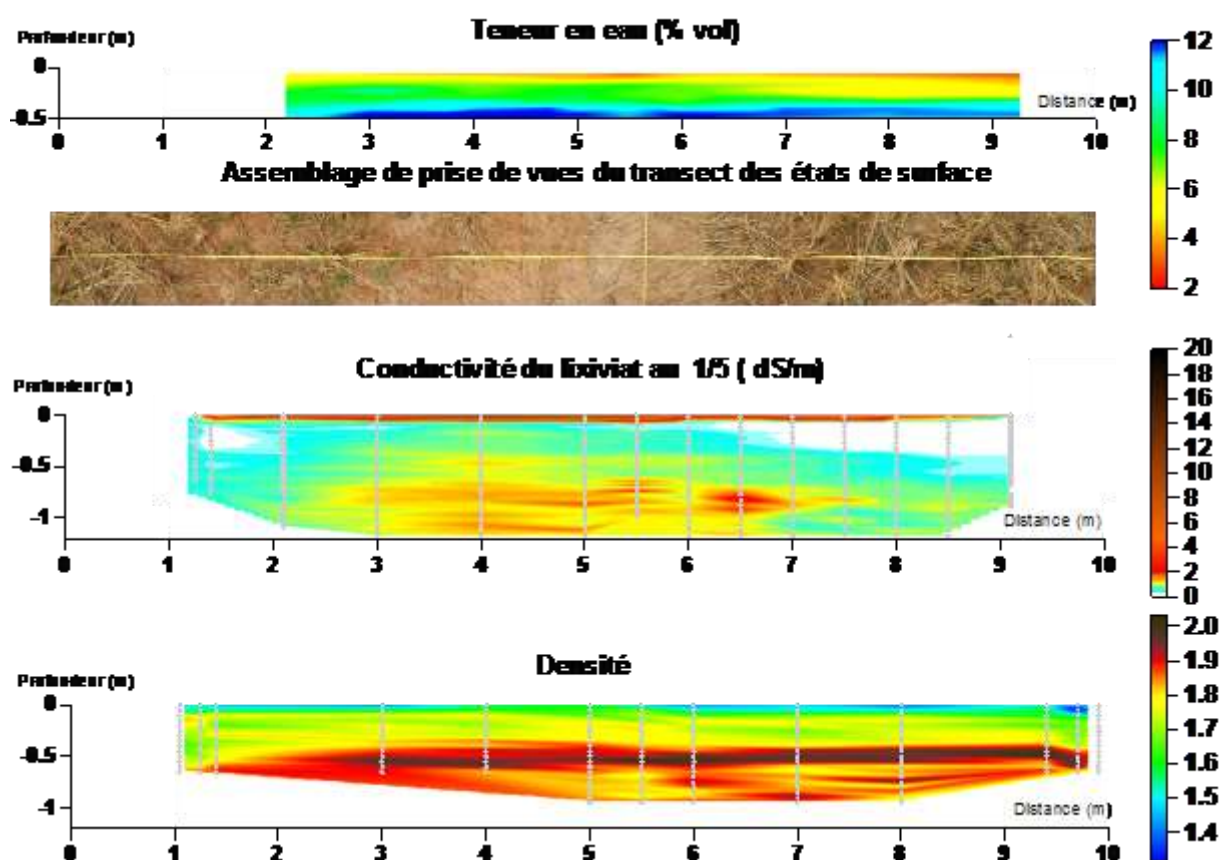 Teneur en eau (% vol)
Profondeur (m)
0
-0.5
Distance (m)
0 1 2 3 4 5 6 7 8 9 10
12
10
8
6
4
2
Assemblage de prise de vues du transect des états de surface
Conductivité du lixiviat au 1/5 ( dS/m)
Profondeur (m)
0
-0.5
-1
Distance (m)
0 1 2 3 4 5 6 7 8 9 10
20
18
16
14
12
10
8
6
4
2
0
Densité
Profondeur (m)
0
-0.5
-1
Distance (m)
0 1 2 3 4 5 6 7 8 9 10
2.0
1.9
1.8
1.7
1.6
1.5
1.4